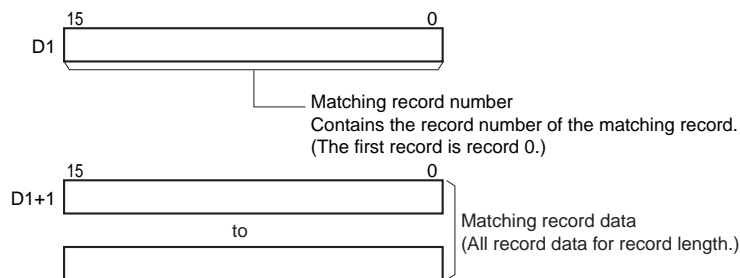 15 0
D1
Matching record number
Contains the record number of the matching record.
(The first record is record 0.)
15 0
D1+1
to
Matching record data
(All record data for record length.)